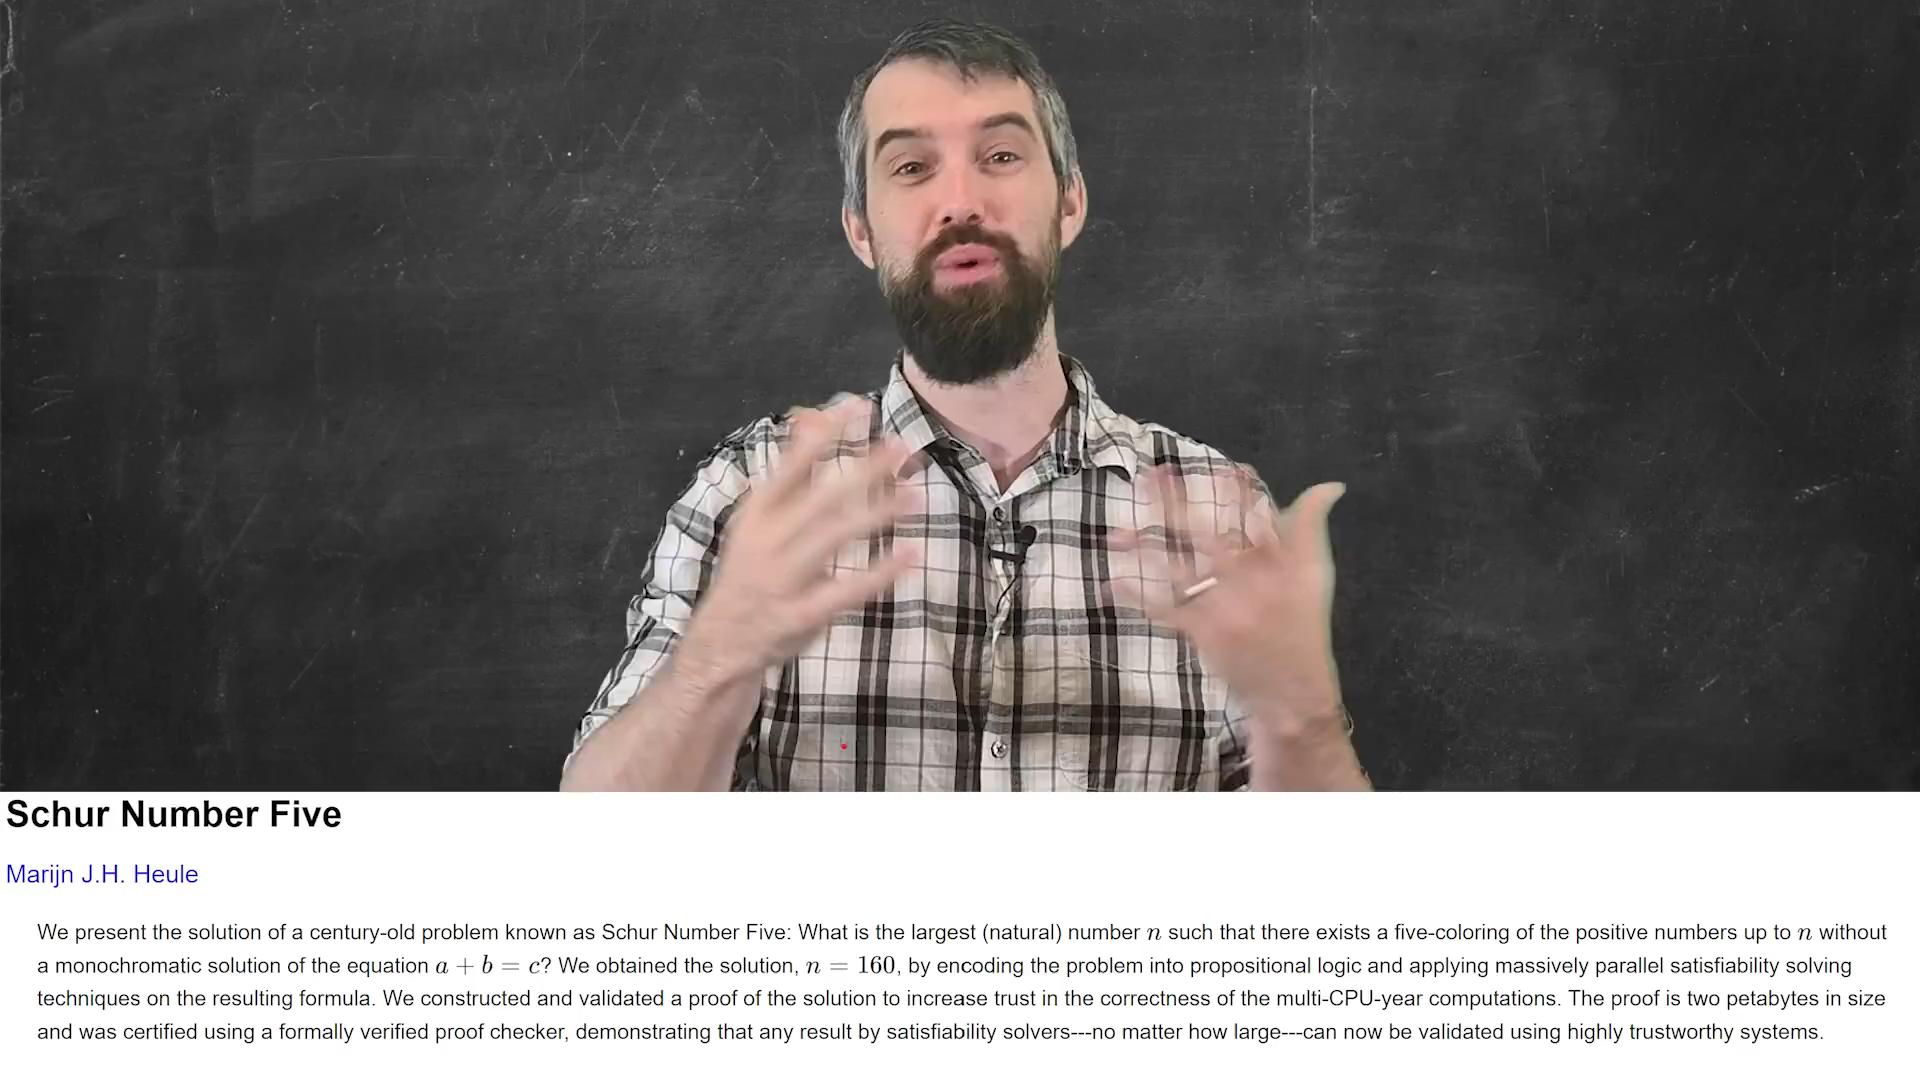 Schur Number Five
Marijn J.H. Heule
We present the solution of a century-old problem known as Schur Number Five: What is the largest (natural) number n such that there exists a five-coloring of the positive numbers up to n without
a monochromatic solution of the equation a + b = c? We obtained the solution, n = 160, by encoding the problem into propositional logic and applying massively parallel satisfiability solving
techniques on the resulting formula. We constructed and validated a proof of the solution to increase trust in the correctness of the multi-CPU-year computations. The proof is two petabytes in size
and was certified using a formally verified proof checker, demonstrating that any result by satisfiability solvers---no matter how large---can now be validated using highly trustworthy systems.